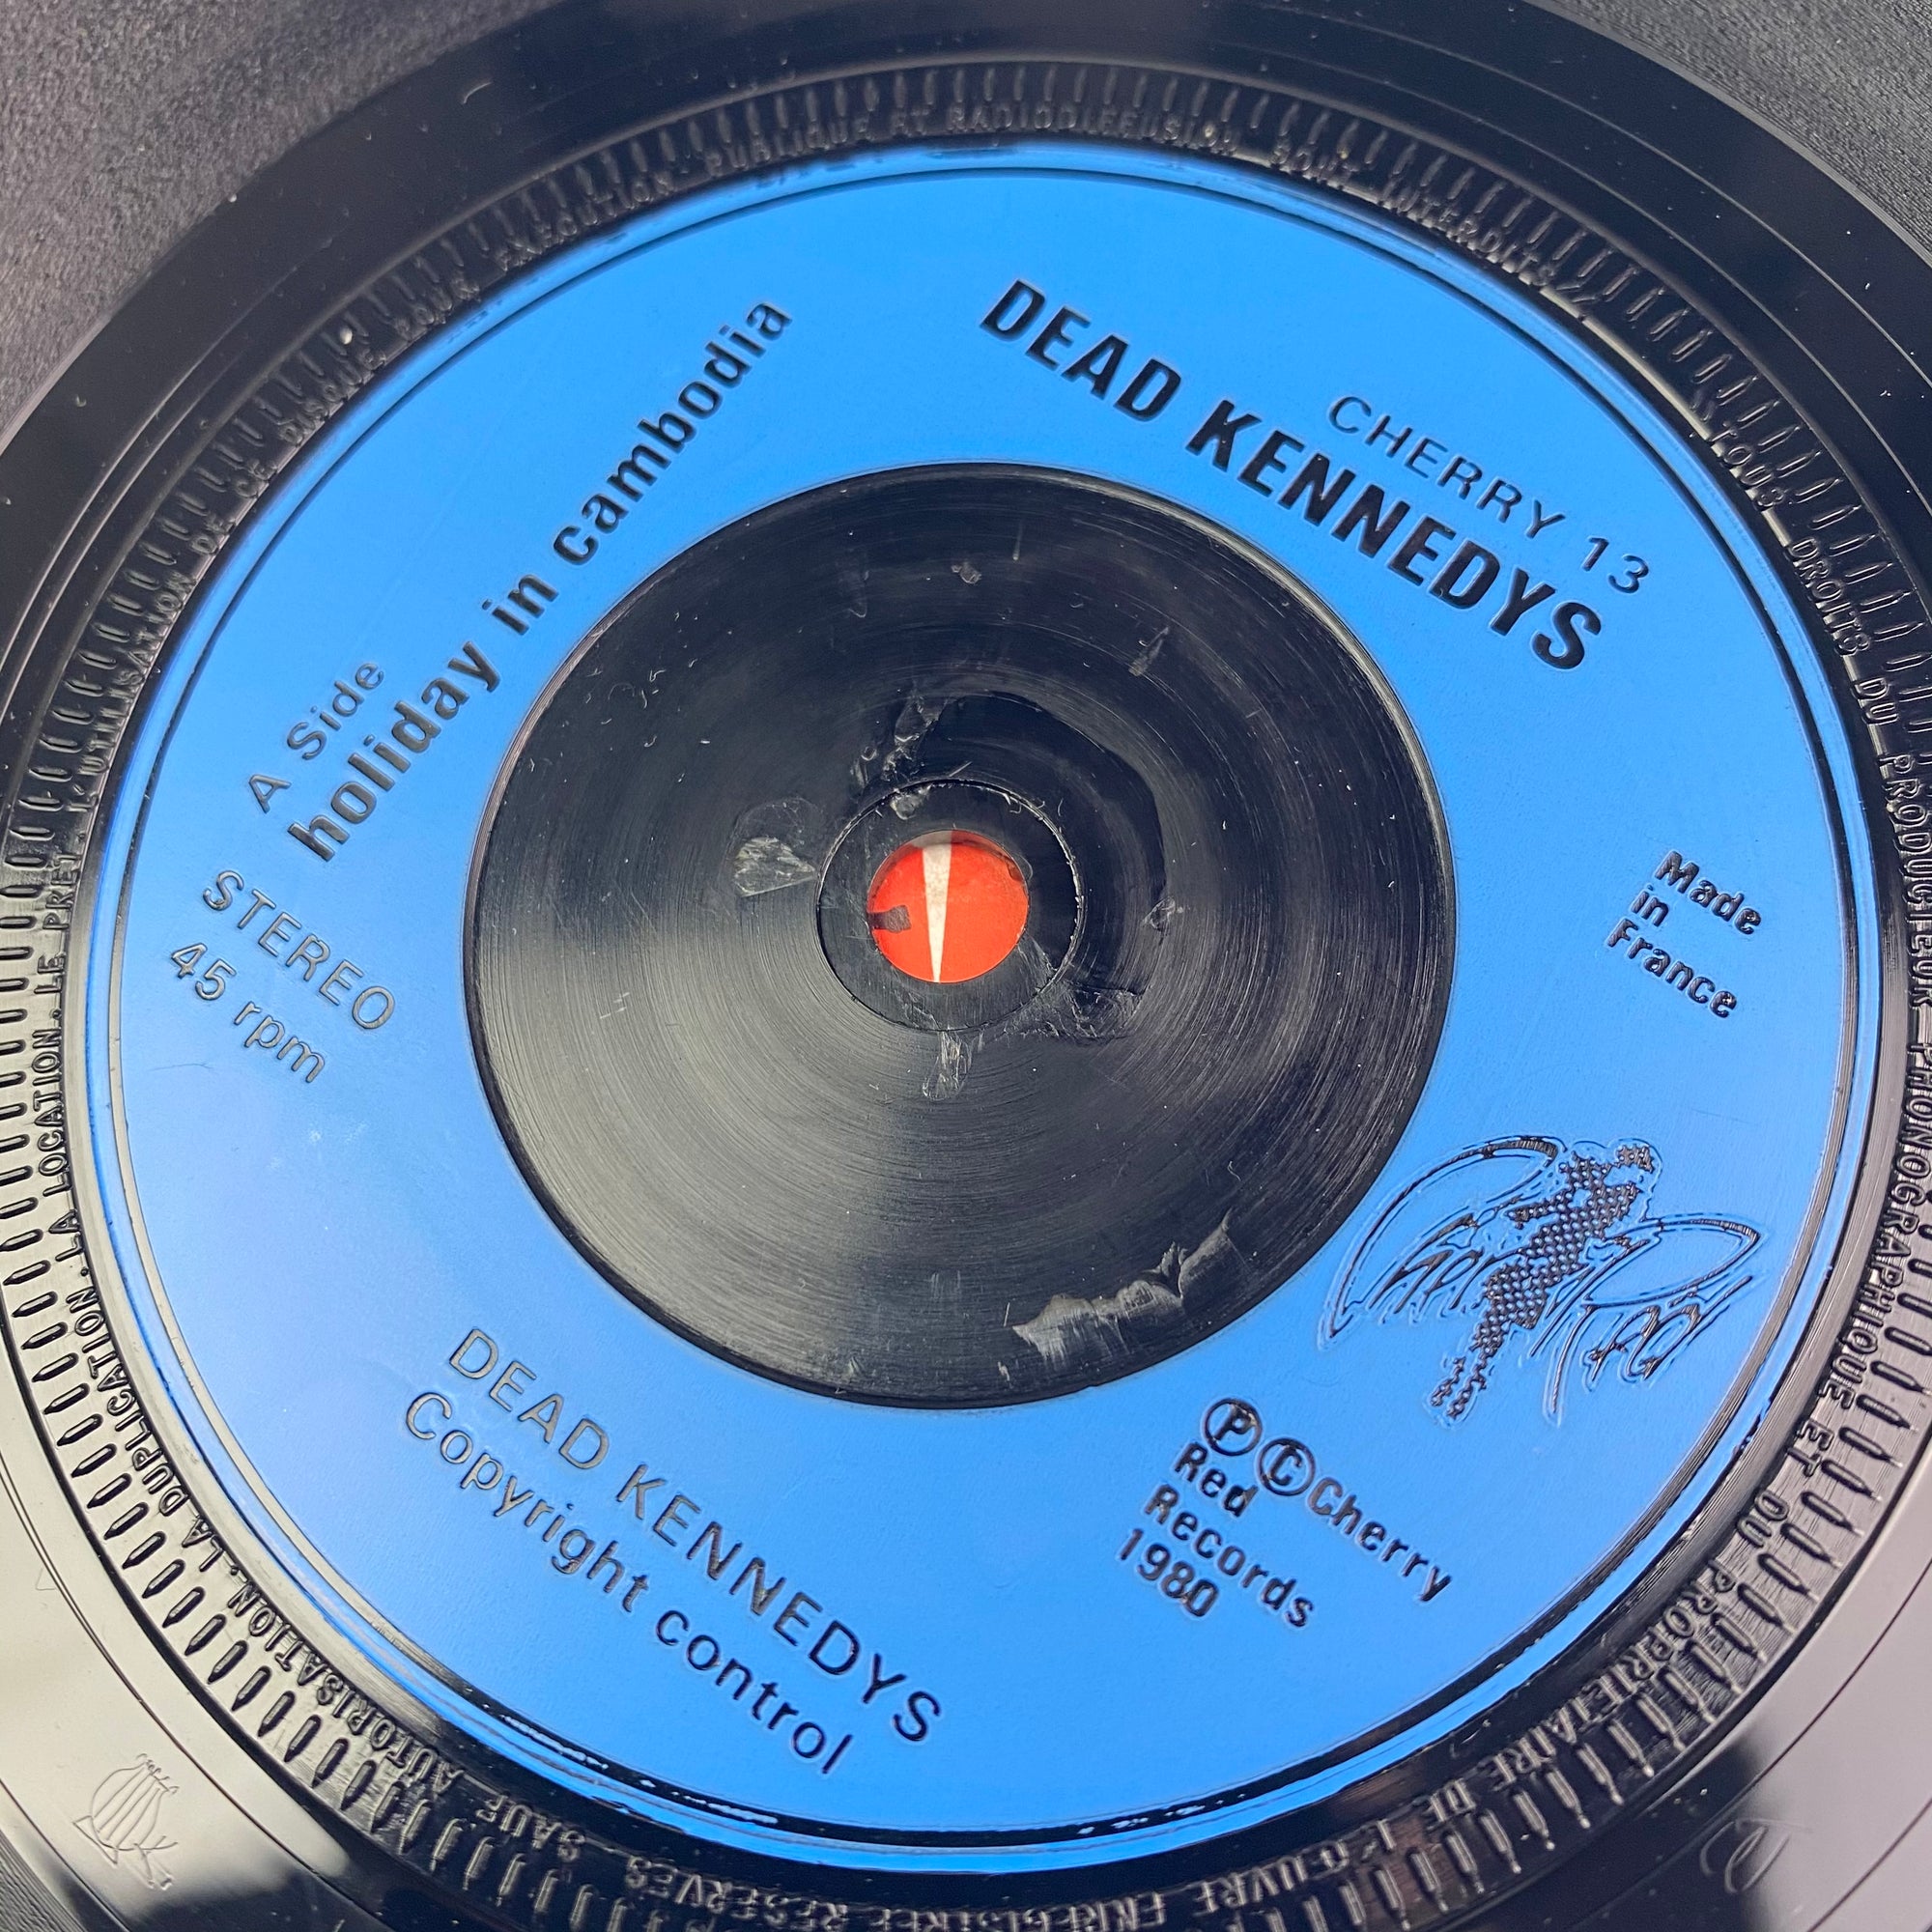 CHERRY 13
DEAD KENNEDYS
A Side
holiday in cambodia
STEREO
45 rpm
Made
in
France
DEAD KENNEDYS
Copyright control
Ⓟ©Cherry
Red
Records
1980
TOUS DROITS DU PRODUCTEUR PHONOGRAPHIQUE ET DU PROPRIETAIRE DE L'ŒUVRE ENREGISTREE RESERVES. SAUF AUTORISATION, LA DUPLICATION, LA LOCATION, LE PRET, L'UTILISATION DE CE DISQUE POUR EXECUTION PUBLIQUE ET RADIODIFFUSION SONT INTERDITES